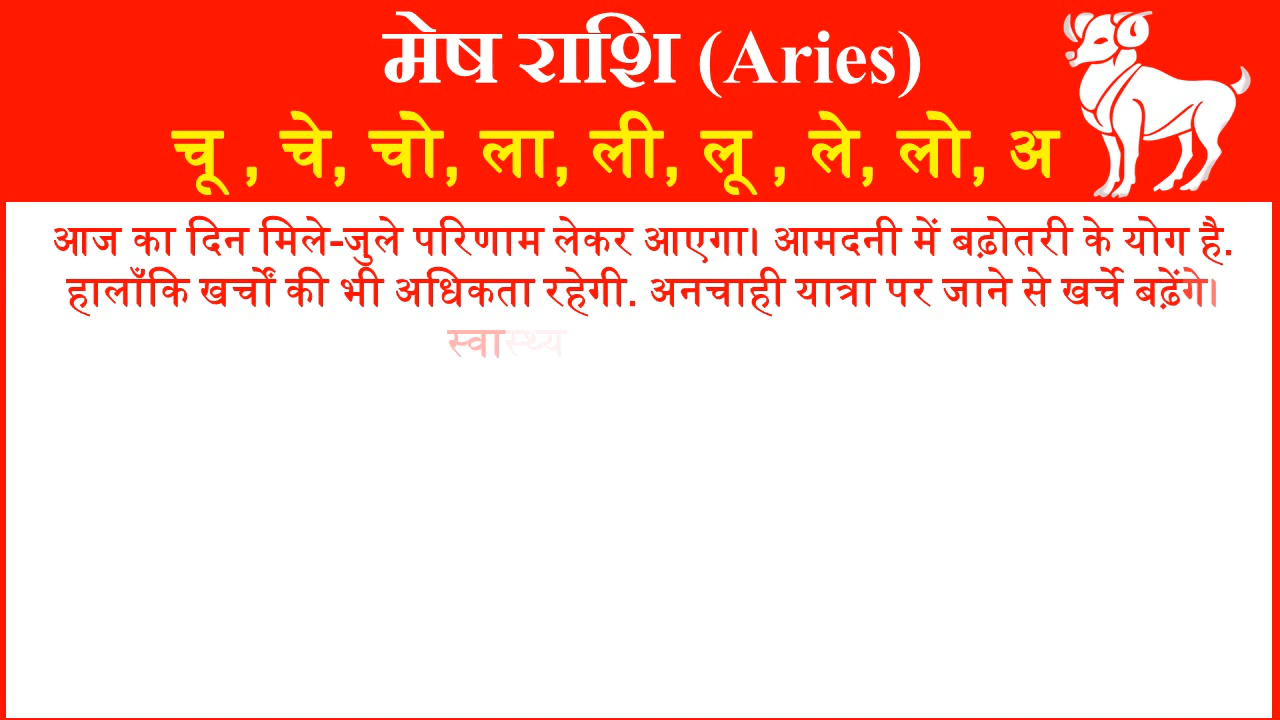 मेष राशि (Aries)
चू , चे, चो, ला, ली, लू , ले, लो, अ
आज का दिन मिले-जुले परिणाम लेकर आएगा। आमदनी में बढ़ोतरी के योग है.
हालाँकि खर्चों की भी अधिकता रहेगी. अनचाही यात्रा पर जाने से खर्चे बढ़ेंगे।
स्वास्थ्य